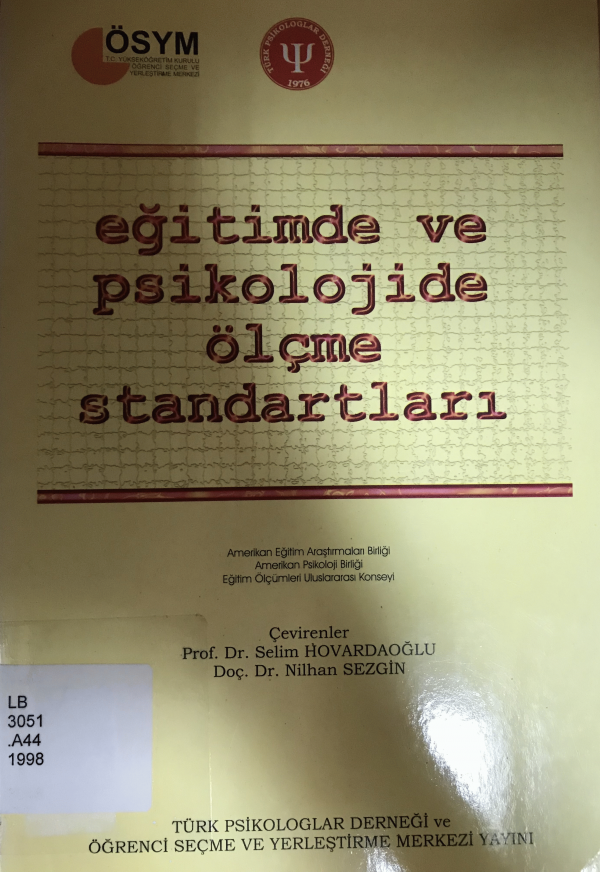 ÖSYM
T.C. YÜKSEKÖĞRETİM KURULU
ÖĞRENCİ SEÇME VE
YERLEŞTİRME MERKEZİ
TÜRK PSİKOLOGLAR DERNEĞİ
Ψ
1976
eğitimde ve
psikolojide
ölçme
standartları
Amerikan Eğitim Araştırmaları Birliği
Amerikan Psikoloji Birliği
Eğitim Ölçümleri Uluslararası Konseyi
Çevirenler
Prof. Dr. Selim HOVARDAOĞLU
Doç. Dr. Nilhan SEZGİN
LB
3051
.A44
1998
TÜRK PSİKOLOGLAR DERNEĞİ ve
ÖĞRENCİ SEÇME VE YERLEŞTİRME MERKEZİ YAYINI